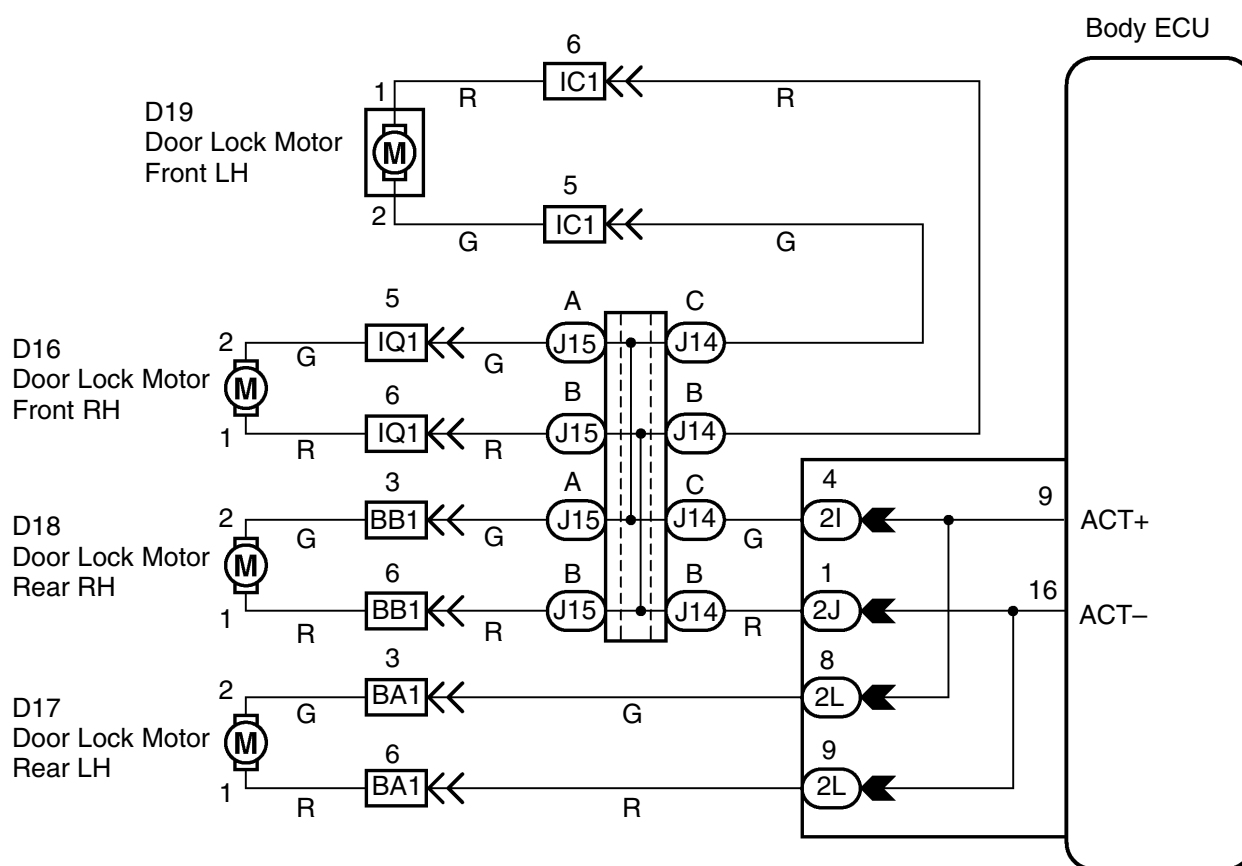 Body ECU
6
1
R
IC1
R
D19
Door Lock Motor
Front LH
M
5
2
G
IC1
G
5
A
C
D16
Door Lock Motor
Front RH
2
G
IQ1
G
J15
J14
M
6
B
B
1
R
IQ1
R
J15
J14
3
A
C
4
9
D18
Door Lock Motor
Rear RH
2
G
BB1
G
J15
J14
G
2I
ACT+
M
6
B
B
1
16
1
R
BB1
R
J15
J14
R
2J
ACT–
3
8
D17
Door Lock Motor
Rear LH
2
G
BA1
G
2L
M
6
9
1
R
BA1
R
2L